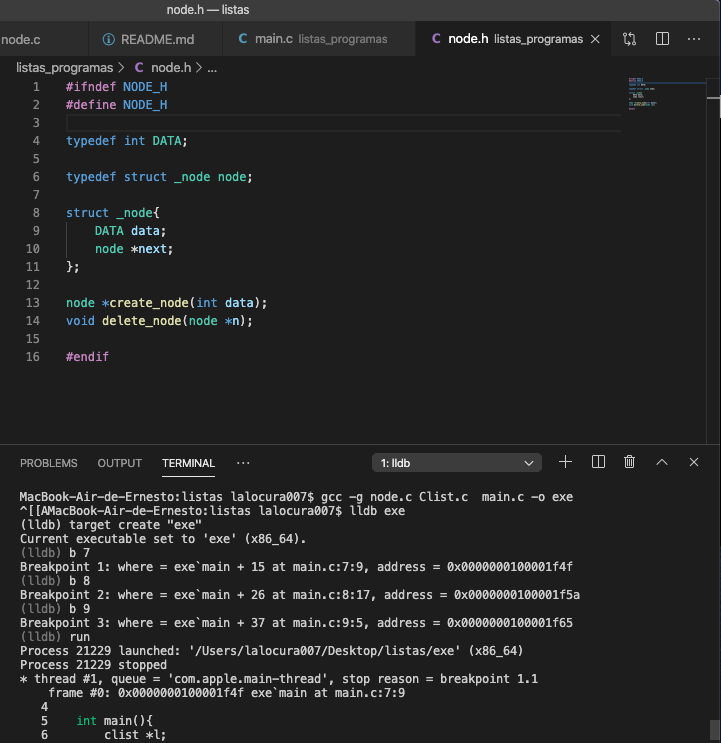 node.h — listas
node.c README.md main.c listas_programas node.h listas_programas
listas_programas > C node.h > ...
1 #ifndef NODE_H
2 #define NODE_H
3
4 typedef int DATA;
5
6 typedef struct _node node;
7
8 struct _node{
9 DATA data;
10 node *next;
11 };
12
13 node *create_node(int data);
14 void delete_node(node *n);
15
16 #endif
PROBLEMS OUTPUT TERMINAL ... 1: lldb
MacBook-Air-de-Ernesto:listas lalocura007$ gcc -g node.c Clist.c  main.c -o exe
^[[AMacBook-Air-de-Ernesto:listas lalocura007$ lldb exe
(lldb) target create "exe"
Current executable set to 'exe' (x86_64).
(lldb) b 7
Breakpoint 1: where = exe`main + 15 at main.c:7:9, address = 0x0000000100001f4f
(lldb) b 8
Breakpoint 2: where = exe`main + 26 at main.c:8:17, address = 0x0000000100001f5a
(lldb) b 9
Breakpoint 3: where = exe`main + 37 at main.c:9:5, address = 0x0000000100001f65
(lldb) run
Process 21229 launched: '/Users/lalocura007/Desktop/listas/exe' (x86_64)
Process 21229 stopped
* thread #1, queue = 'com.apple.main-thread', stop reason = breakpoint 1.1
frame #0: 0x0000000100001f4f exe`main at main.c:7:9
4
5 int main(){
6 clist *l;